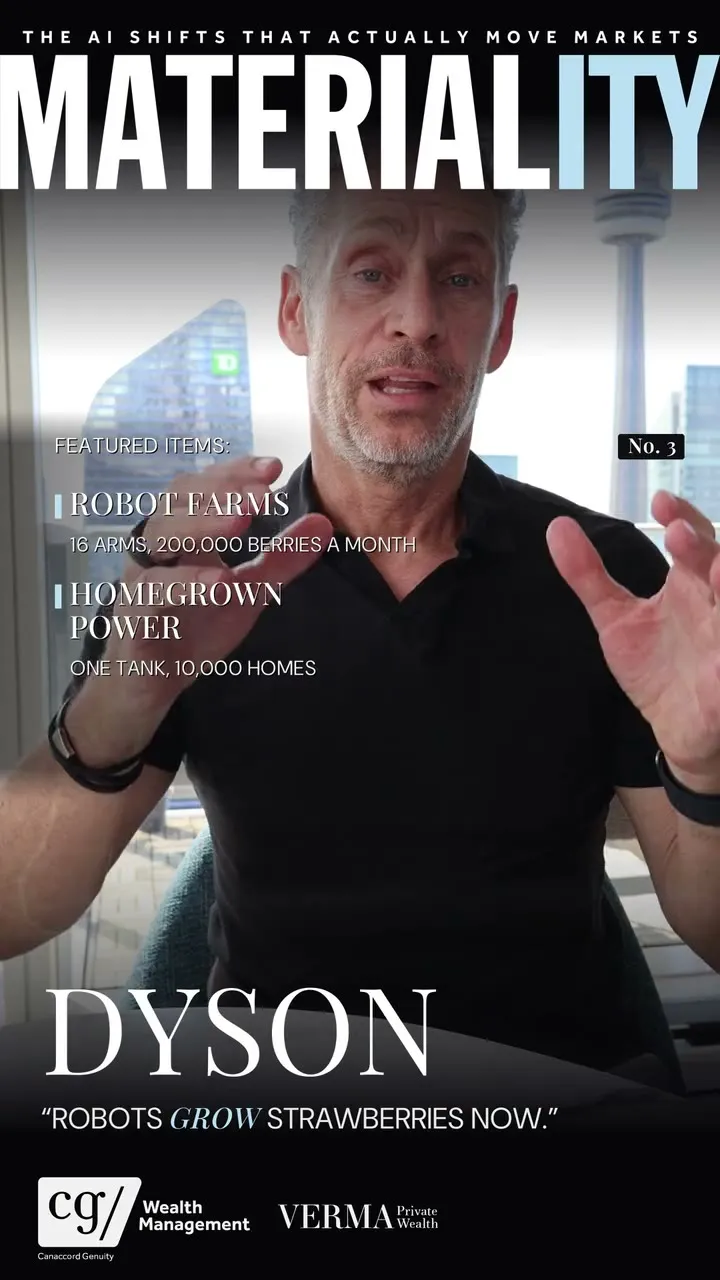 THE AI SHIFTS THAT ACTUALLY MOVE MARKETS
MATERIALITY
TD
FEATURED ITEMS:
No. 3
ROBOT FARMS
16 ARMS, 200,000 BERRIES A MONTH
HOMEGROWN
POWER
ONE TANK, 10,000 HOMES
DYSON
“ROBOTS GROW STRAWBERRIES NOW.”
cg/ Wealth
Management
Canaccord Genuity
VERMA Private
Wealth